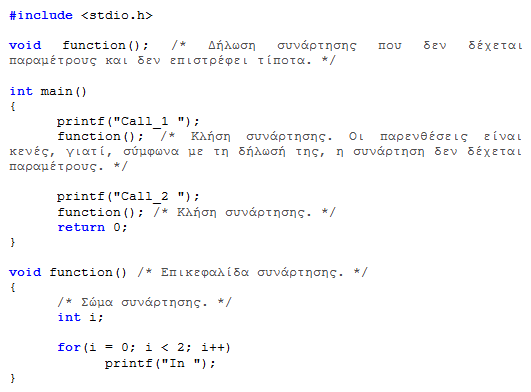 #include <stdio.h>
void function(); /* Δήλωση συνάρτησης που δεν δέχεται
παραμέτρους και δεν επιστρέφει τίποτα. */
int main()
{
printf("Call_1 ");
function(); /* Κλήση συνάρτησης. Οι παρενθέσεις είναι
κενές, γιατί, σύμφωνα με τη δήλωσή της, η συνάρτηση δεν δέχεται
παραμέτρους. */
printf("Call_2 ");
function(); /* Κλήση συνάρτησης. */
return 0;
}
void function() /* Επικεφαλίδα συνάρτησης. */
{
/* Σώμα συνάρτησης. */
int i;
for(i = 0; i < 2; i++)
printf("In ");
}